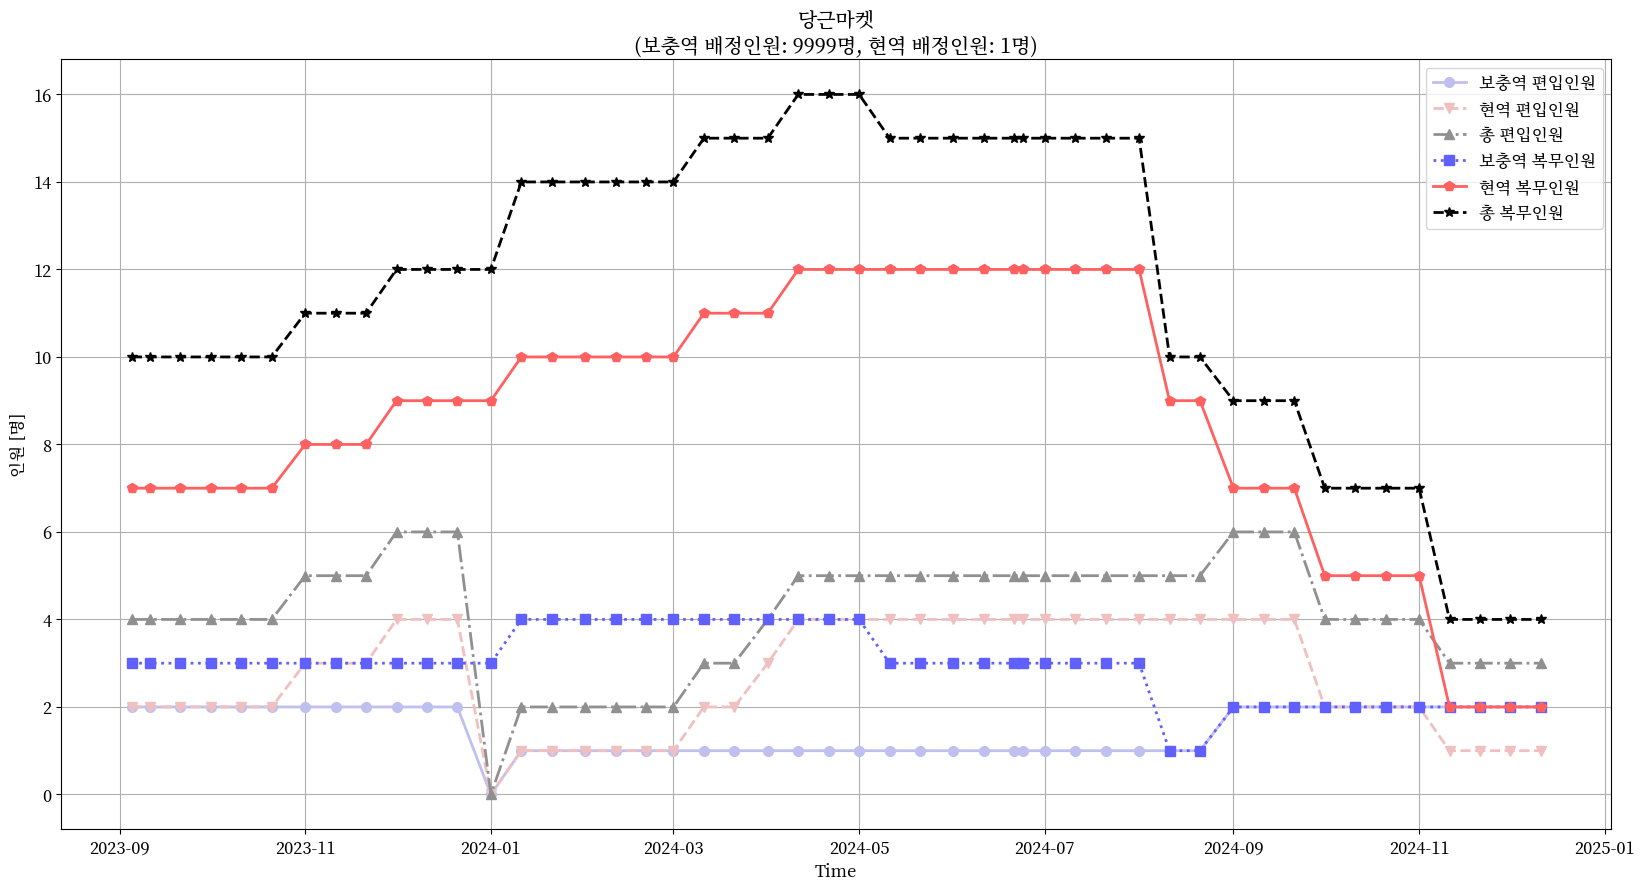 당근마켓
(보충역 배정인원: 9999명, 현역 배정인원: 1명)
보충역 편입인원
현역 편입인원
총 편입인원
보충역 복무인원
현역 복무인원
총 복무인원
인원 [명]
16
14
12
10
8
6
4
2
0
2023-09 2023-11 2024-01 2024-03 2024-05 2024-07 2024-09 2024-11 2025-01
Time